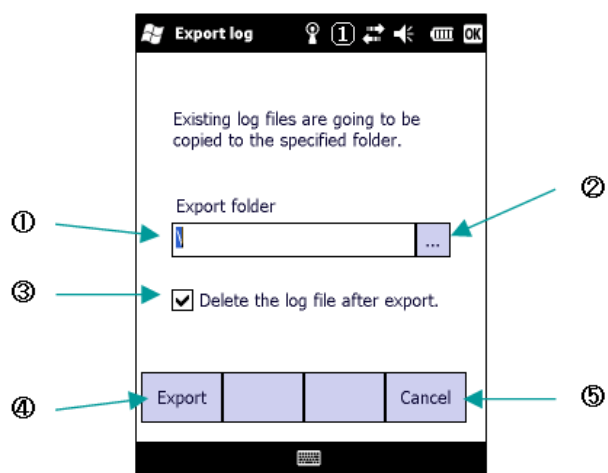 Export log 1 OK
Existing log files are going to be
copied to the specified folder.
Export folder
① \ ... ②
③ Delete the log file after export.
④ Export Cancel ⑤